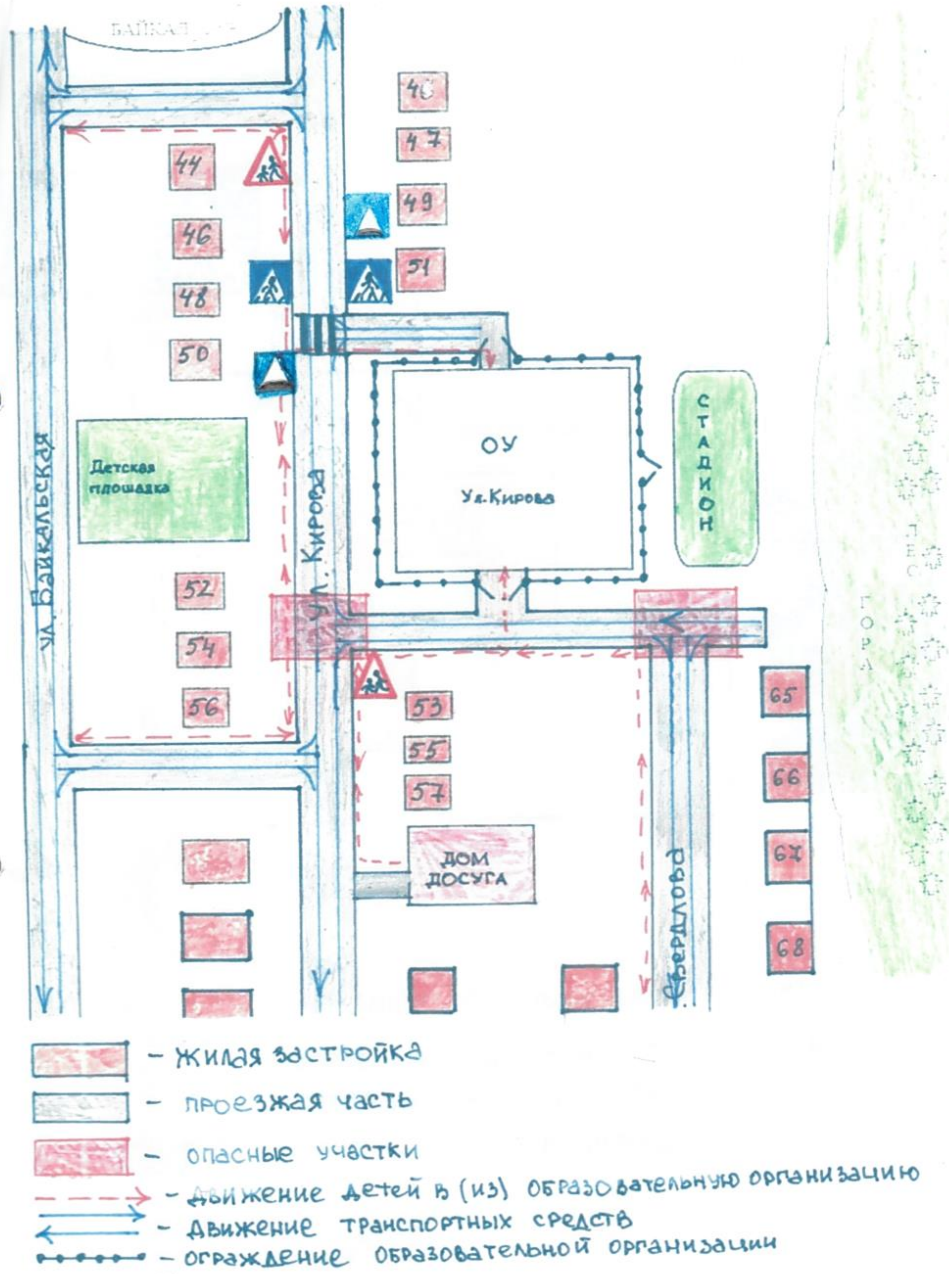 БАЙКАЛ
47
44
49
46
51
48
50
СТАДИОН
ОУ
Ул.Кирова
Детская
площадка
ул. Байкальская
ул. Кирова
ЛЕС
ГОРА
52
54
56
53
55
57
65
66
67
68
ДОМ
ДОСУГА
Свердлова
- ЖИЛАЯ ЗАСТРОЙКА
- ПРОЕЗЖАЯ ЧАСТЬ
- ОПАСНЫЕ УЧАСТКИ
- ДВИЖЕНИЕ ДЕТЕЙ В (ИЗ) ОБРАЗОВАТЕЛЬНУЮ ОРГАНИЗАЦИЮ
- ДВИЖЕНИЕ ТРАНСПОРТНЫХ СРЕДСТВ
- ОГРАЖДЕНИЕ ОБРАЗОВАТЕЛЬНОЙ ОРГАНИЗАЦИИ